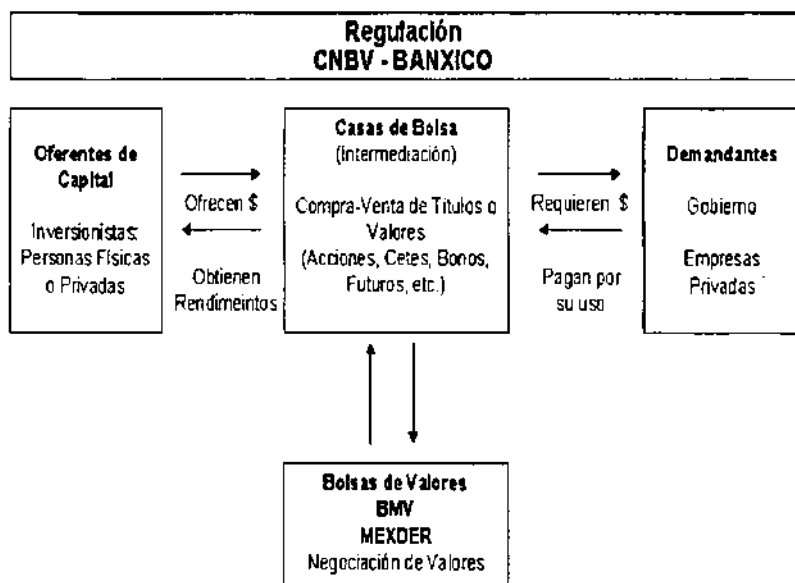 Regulación
CNBV - BANXICO
Oferentes de
Capital
Inversionistas:
Personas Físicas
o Privadas
Ofrecen $
Obtienen
Rendimeintos
Casas de Bolsa
(Intermediación)
Compra-Venta de Titulos o
Valores
(Acciones, Cetes, Bonos,
Futuros, etc.)
Requieren $
Pagan por
su uso
Demandantes
Gobierno
Empresas
Privadas
Bolsas de Valores
BMV
MEXDER
Negociación de Valores